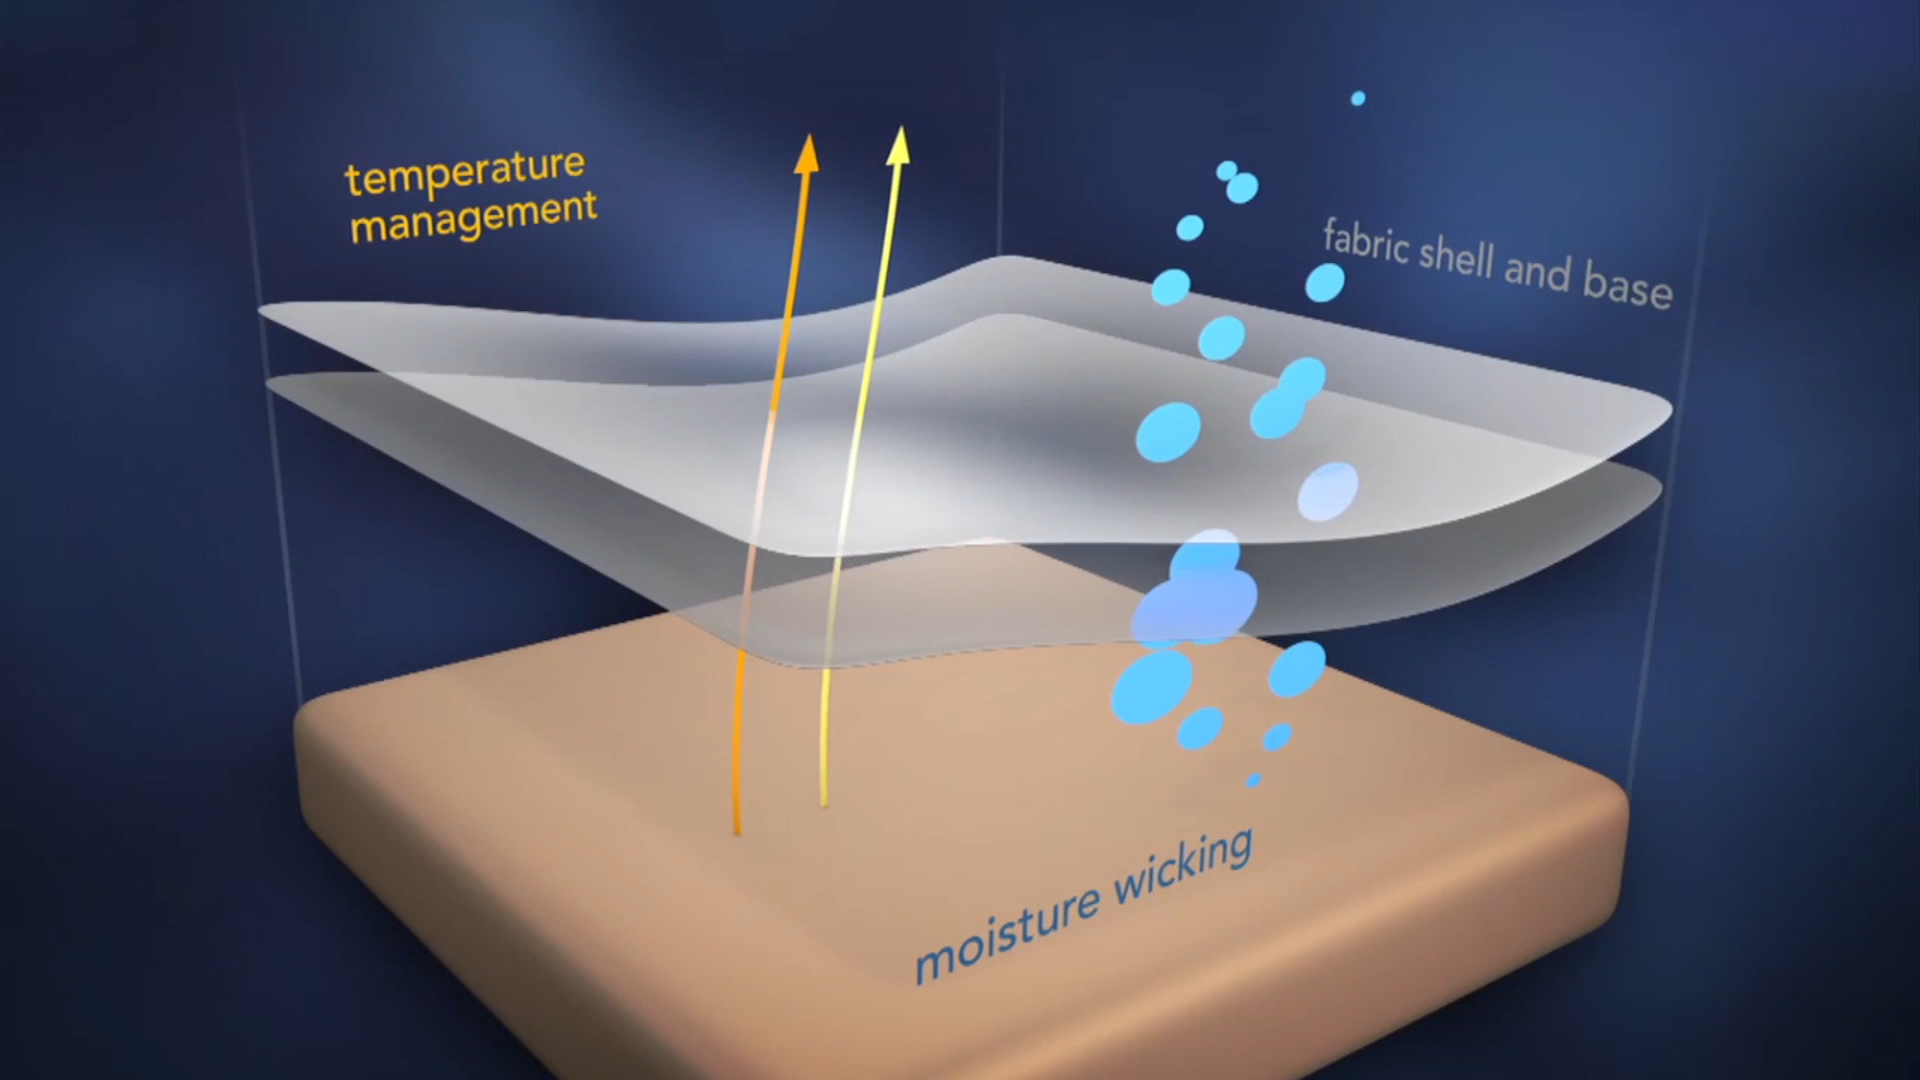 temperature
management
fabric shell and base
moisture wicking